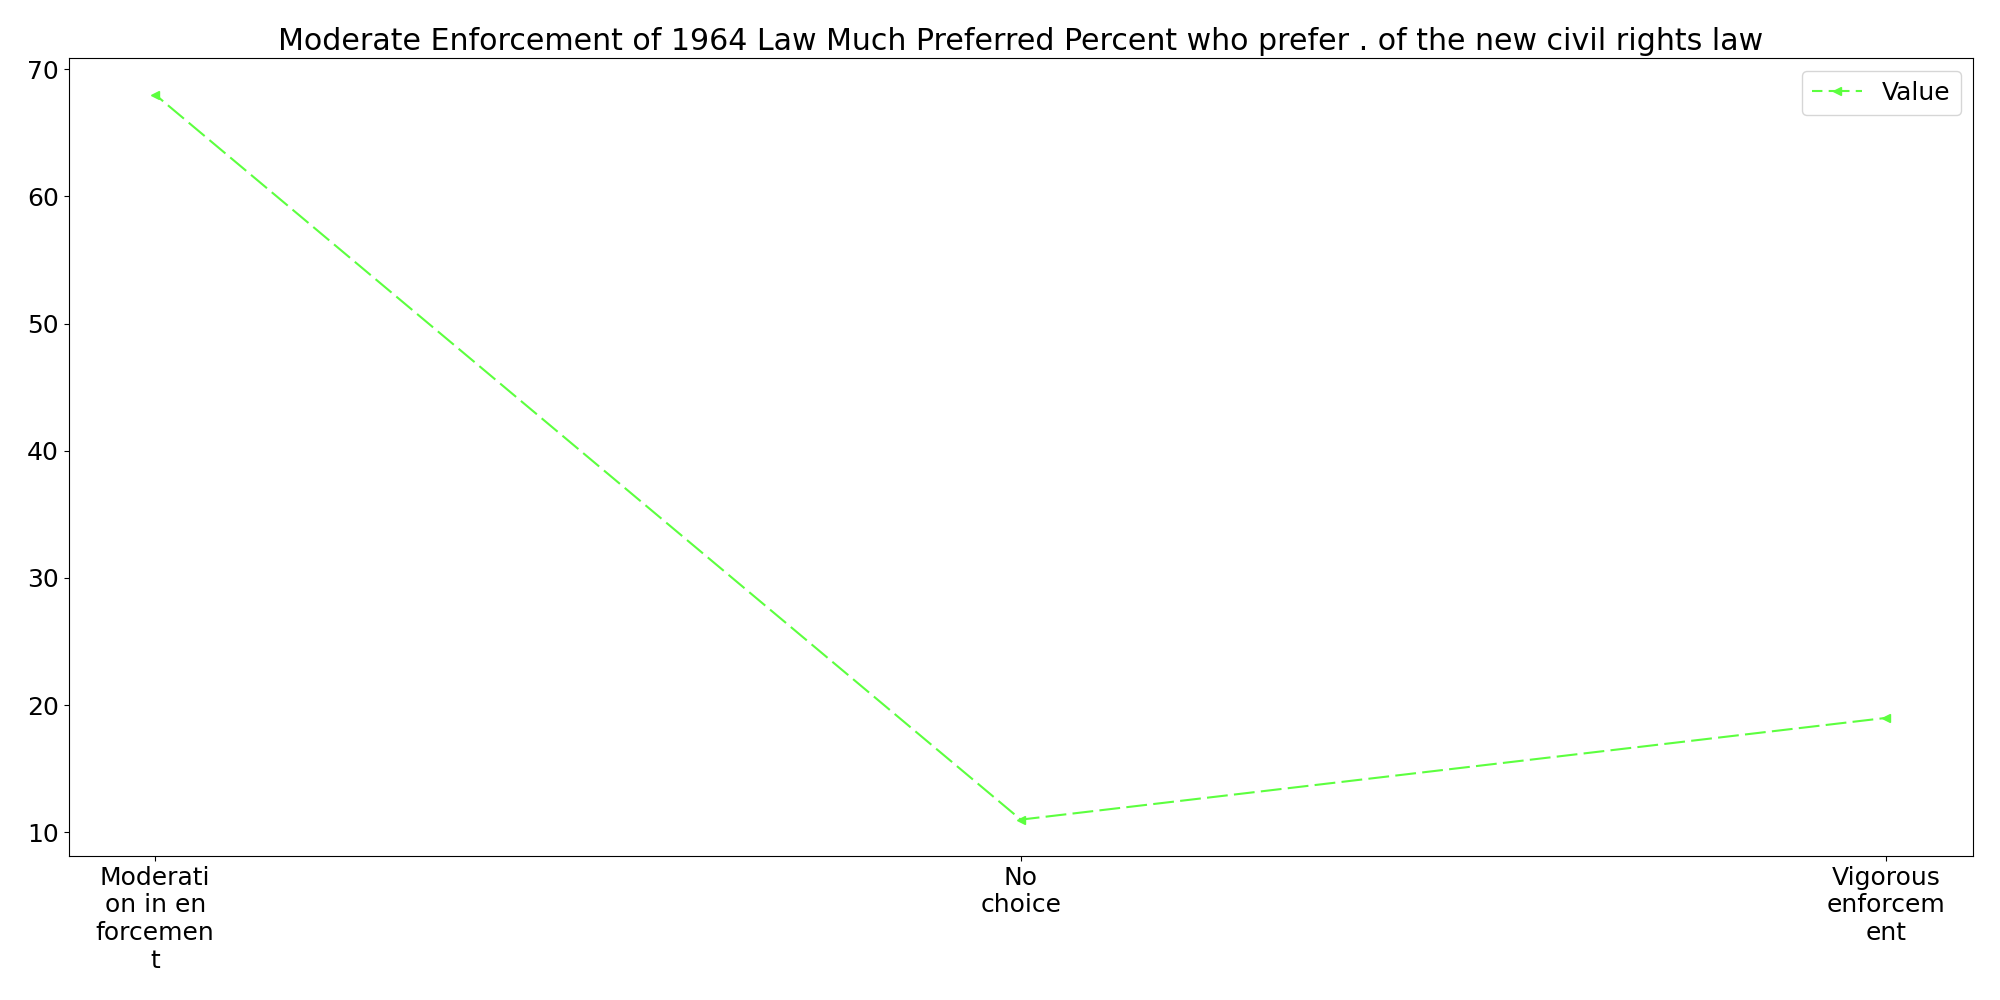 Moderate Enforcement of 1964 Law Much Preferred Percent who prefer . of the new civil rights law
Value
70
60
50
40
30
20
10
Moderati
on in en
forcemen
t
No
choice
Vigorous
enforcem
ent